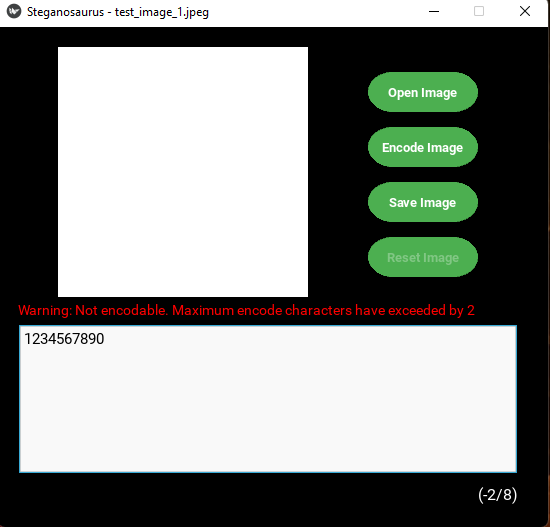 Steganosaurus - test_image_1.jpeg
Open Image
Encode Image
Save Image
Reset Image
Warning: Not encodable. Maximum encode characters have exceeded by 2
1234567890
(-2/8)